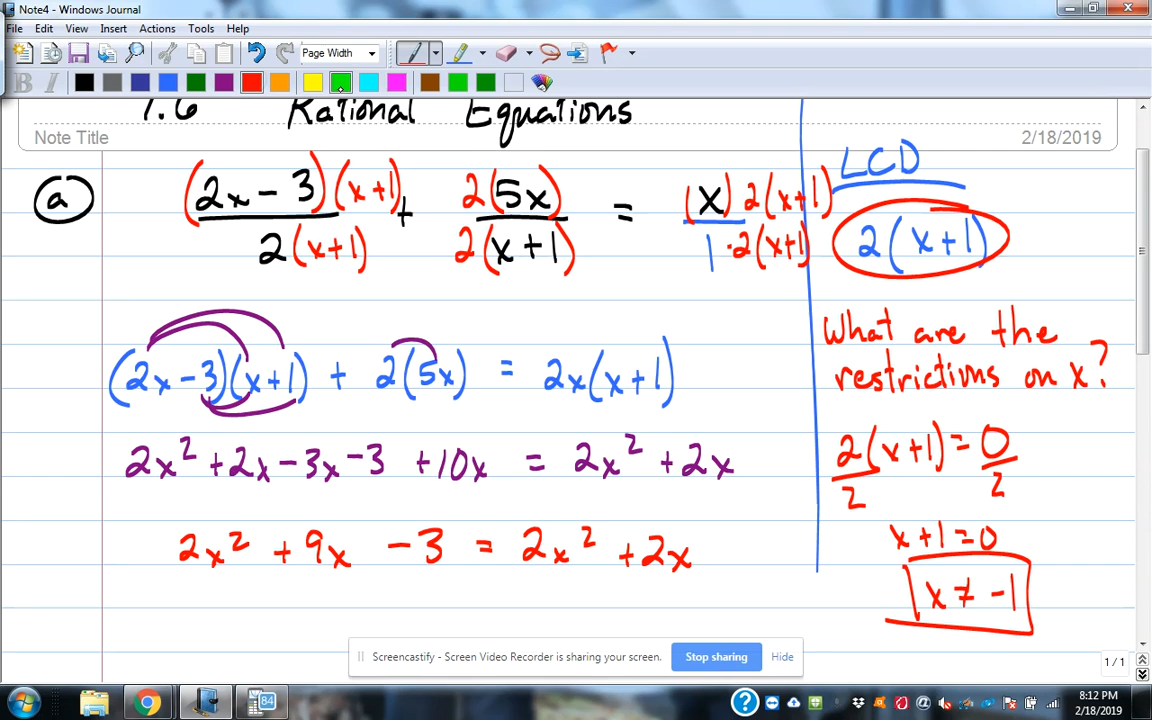 Note4 - Windows Journal
File Edit View Insert Actions Tools Help
Page Width
B I
7.6 Rational Equations
Note Title 2/18/2019
LCD
2(x+1)
ⓐ (2x - 3)(x+1) + 2(5x) = (x) 2(x+1)
2(x+1) 2(x+1) 1 · 2(x+1)
What are the
restrictions on x?
(2x - 3)(x+1) + 2(5x) = 2x(x+1)
2x² + 2x - 3x - 3 + 10x = 2x² + 2x
2x² + 9x - 3 = 2x² + 2x
2(x+1) = 0
2 2
x+1 = 0
x ≠ -1
Screencastify - Screen Video Recorder is sharing your screen. Stop sharing Hide
1 / 1
84
8:12 PM
2/18/2019